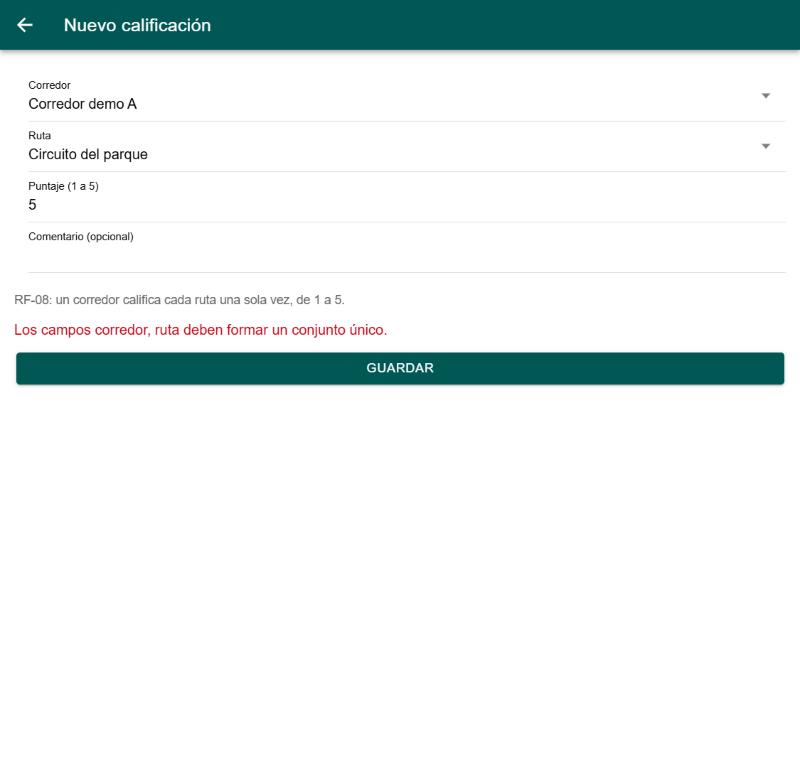 Nuevo calificación
Corredor
Corredor demo A
Ruta
Circuito del parque
Puntaje (1 a 5)
5
Comentario (opcional)
RF-08: un corredor califica cada ruta una sola vez, de 1 a 5.
Los campos corredor, ruta deben formar un conjunto único.
GUARDAR